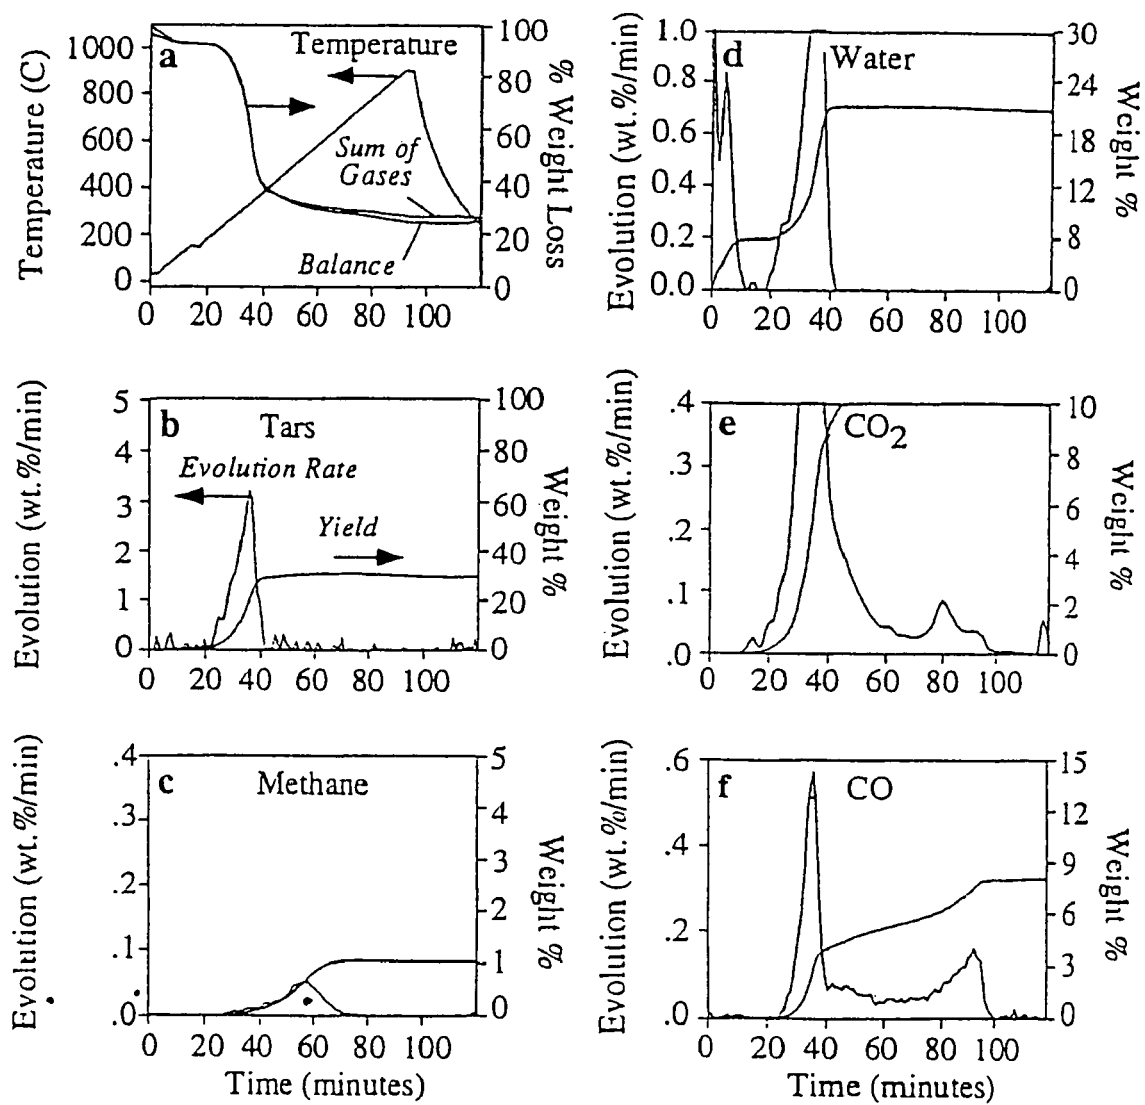 Temperature (C)
1000
800
600
400
200
0
a
Temperature
Sum of
Gases
Balance
100
80
60
40
20
0
% Weight Loss
0 20 40 60 80 100
Evolution (wt.%/min)
1.0
0.8
0.6
0.4
0.2
0.0
d
Water
30
24
18
12
8
0
Weight %
0 20 40 60 80 100
Evolution (wt.%/min)
5
4
3
2
1
0
b
Tars
Evolution Rate
Yield
100
80
60
40
20
0
Weight %
0 20 40 60 80 100
Evolution (wt.%/min)
.4
.3
.2
.1
.0
e
CO2
10
8
6
4
2
0
Weight %
0 20 40 60 80 100
Evolution (wt.%/min)
.4
.3
.2
.1
.0
c
Methane
5
4
3
2
1
0
Weight %
0 20 40 60 80 100
Time (minutes)
Evolution (wt.%/min)
.6
.4
.2
.0
f
CO
15
12
9
6
3
0
Weight %
0 20 40 60 80 100
Time (minutes)